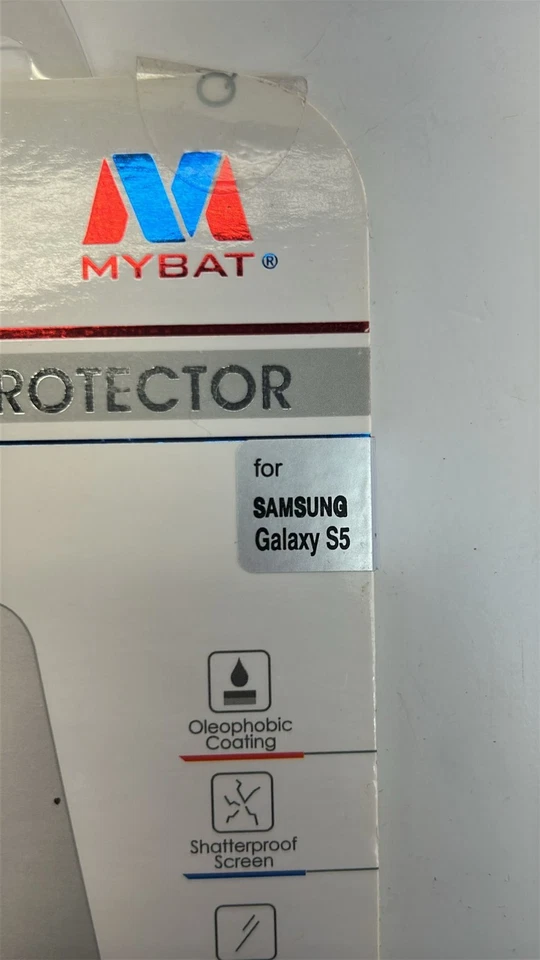 MYBAT®
ROTECTOR
for
SAMSUNG
Galaxy S5
Oleophobic
Coating
Shatterproof
Screen